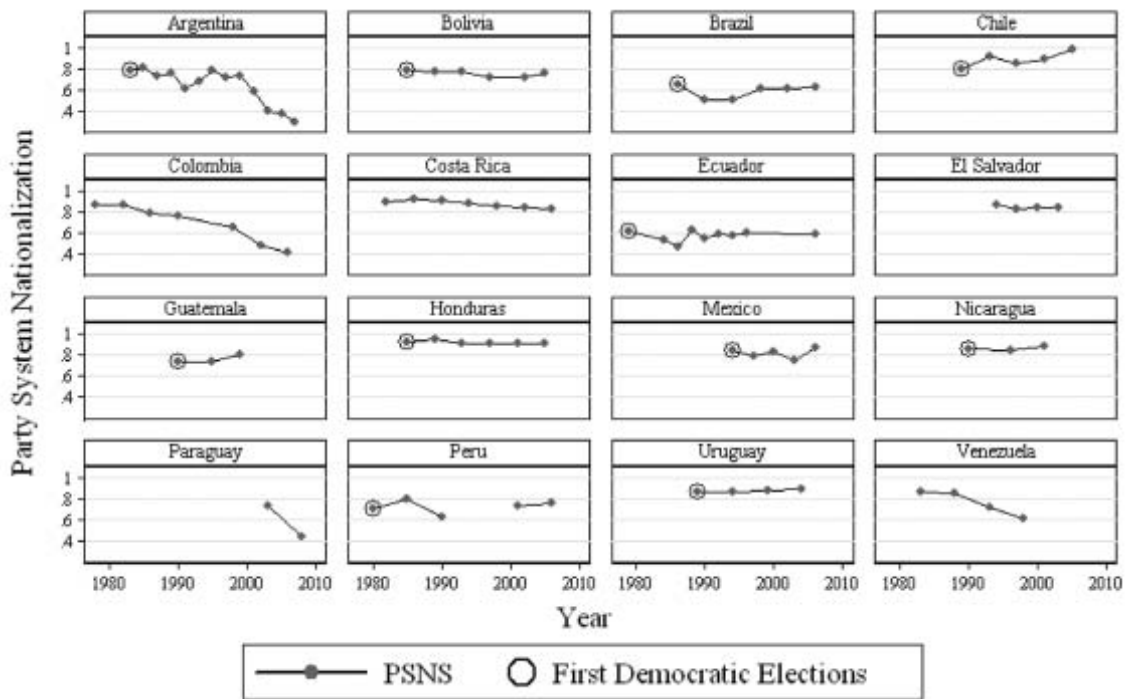 Argentina Bolivia Brazil Chile
1
.8
.6
.4
Colombia Costa Rica Ecuador El Salvador
1
.8
.6
.4
Guatemala Honduras Mexico Nicaragua
1
.8
.6
.4
Paraguay Peru Uruguay Venezuela
1
.8
.6
.4
Party System Nationalization
1980 1990 2000 2010 1980 1990 2000 2010 1980 1990 2000 2010 1980 1990 2000 2010
Year
PSNS First Democratic Elections